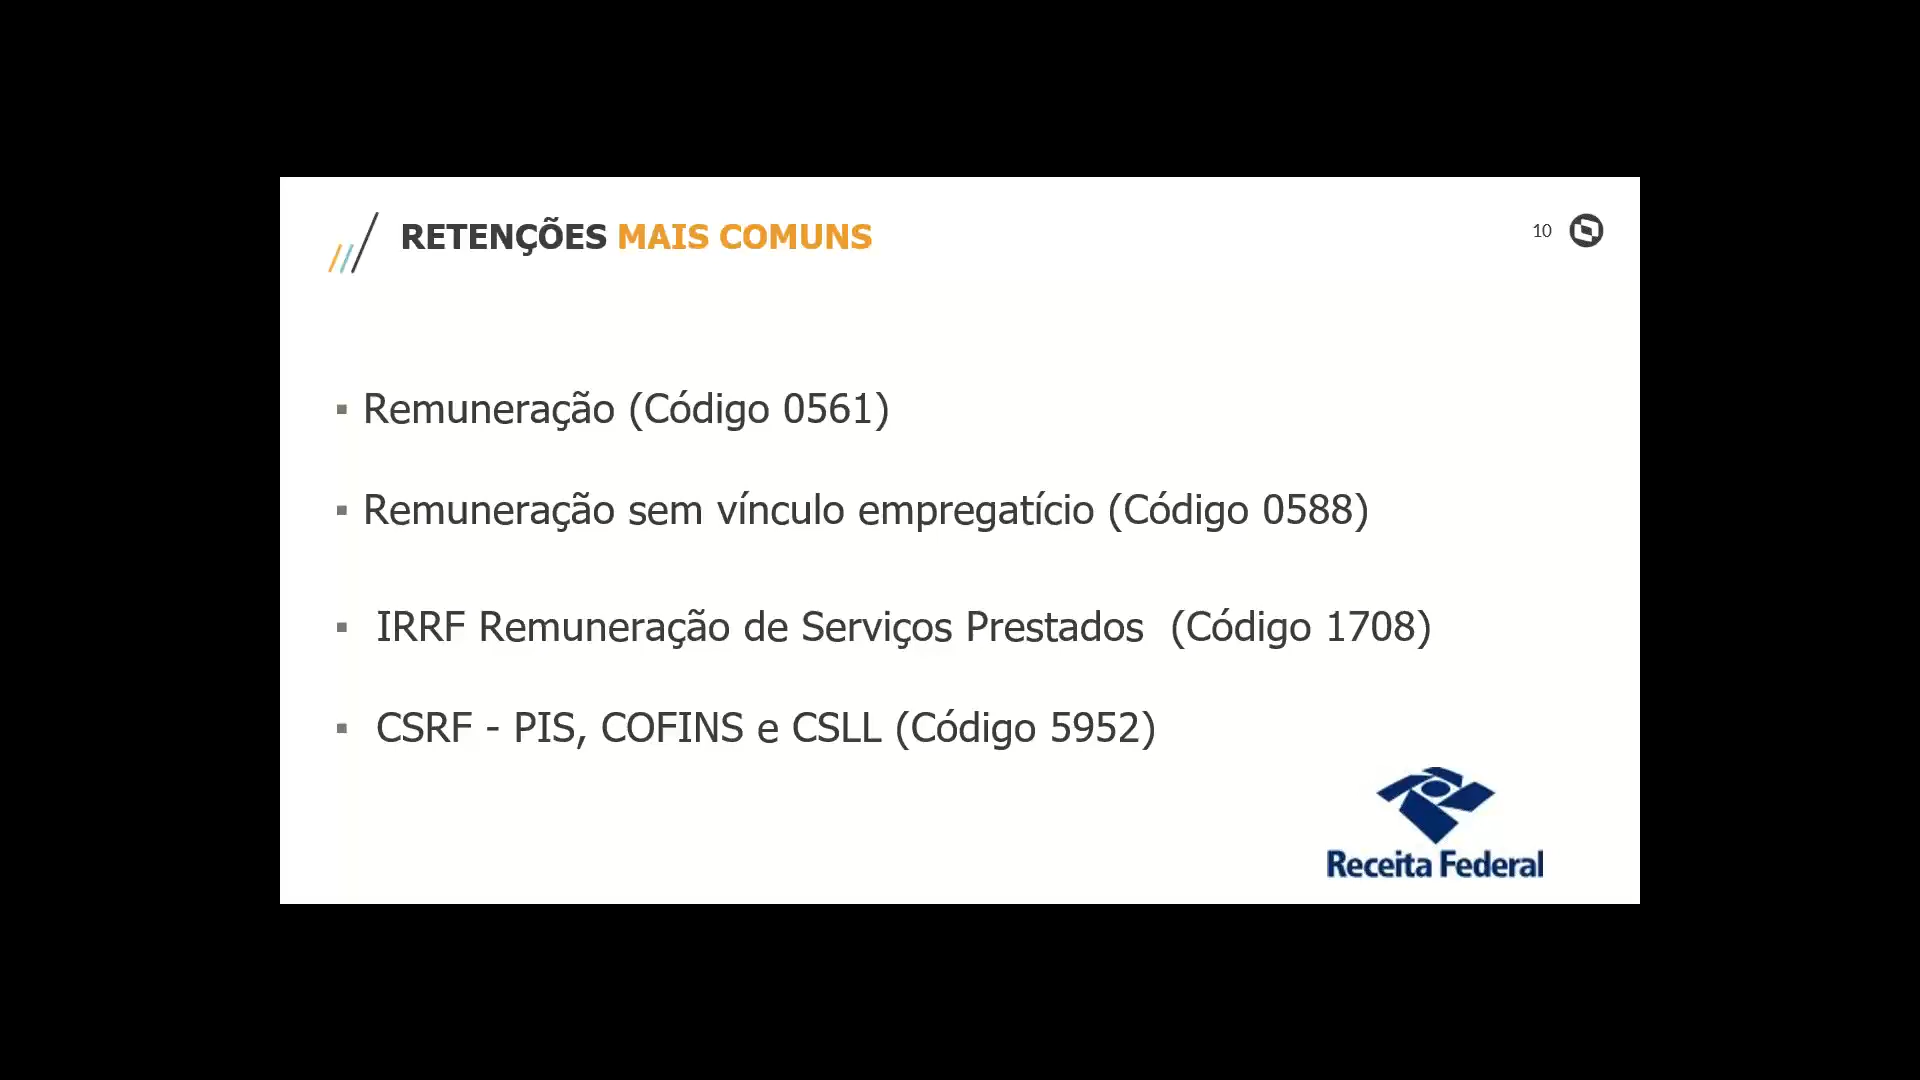 RETENÇÕES MAIS COMUNS
10
▪ Remuneração (Código 0561)
▪ Remuneração sem vínculo empregatício (Código 0588)
▪ IRRF Remuneração de Serviços Prestados (Código 1708)
▪ CSRF - PIS, COFINS e CSLL (Código 5952)
Receita Federal